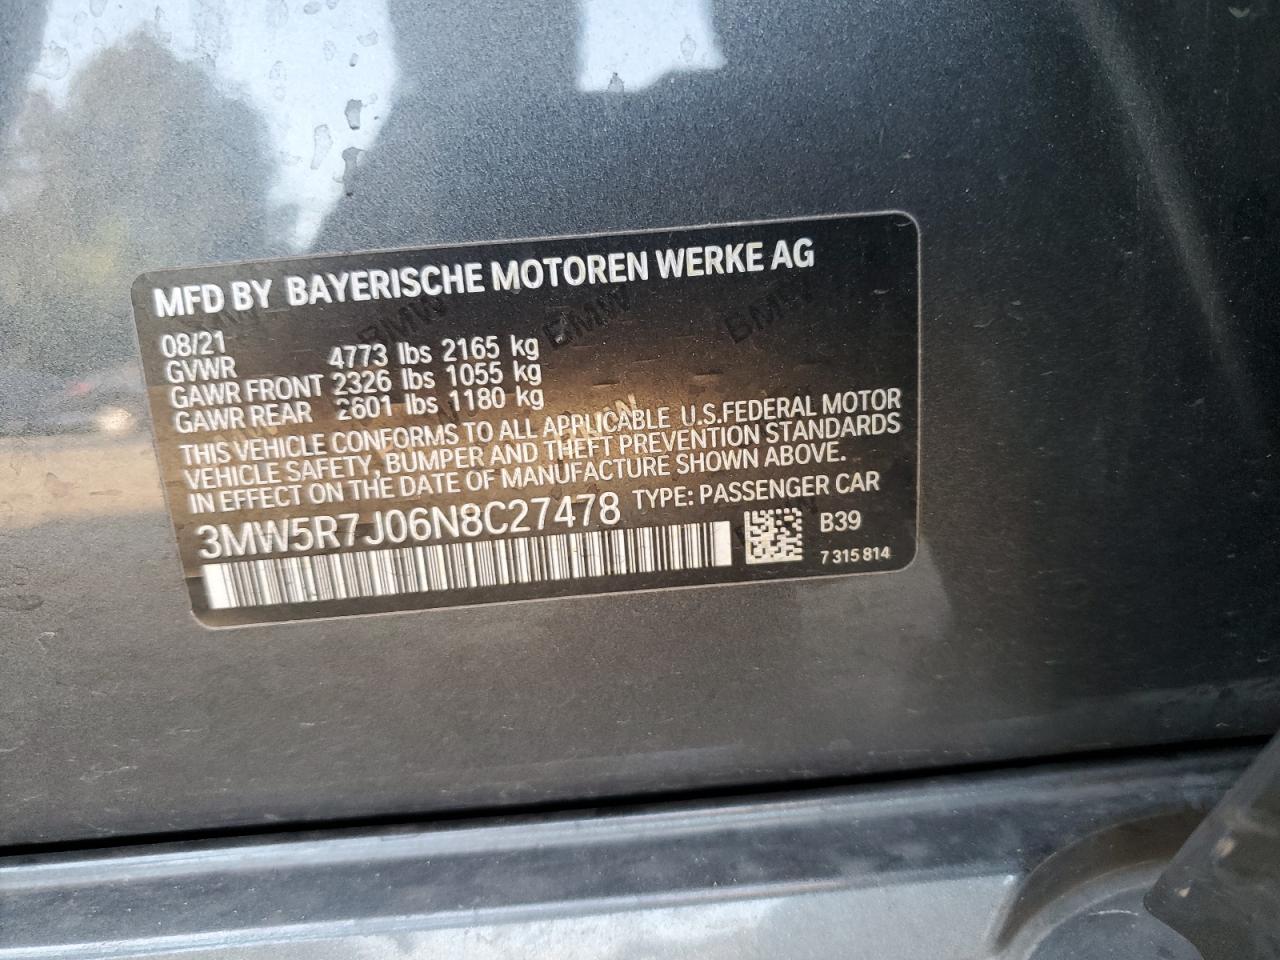 MFD BY BAYERISCHE MOTOREN WERKE AG
08/21
GVWR 4773 lbs 2165 kg
GAWR FRONT 2326 lbs 1055 kg
GAWR REAR 2601 lbs 1180 kg
THIS VEHICLE CONFORMS TO ALL APPLICABLE U.S.FEDERAL MOTOR
VEHICLE SAFETY, BUMPER AND THEFT PREVENTION STANDARDS
IN EFFECT ON THE DATE OF MANUFACTURE SHOWN ABOVE.
3MW5R7J06N8C27478 TYPE: PASSENGER CAR
B39
7 315 814